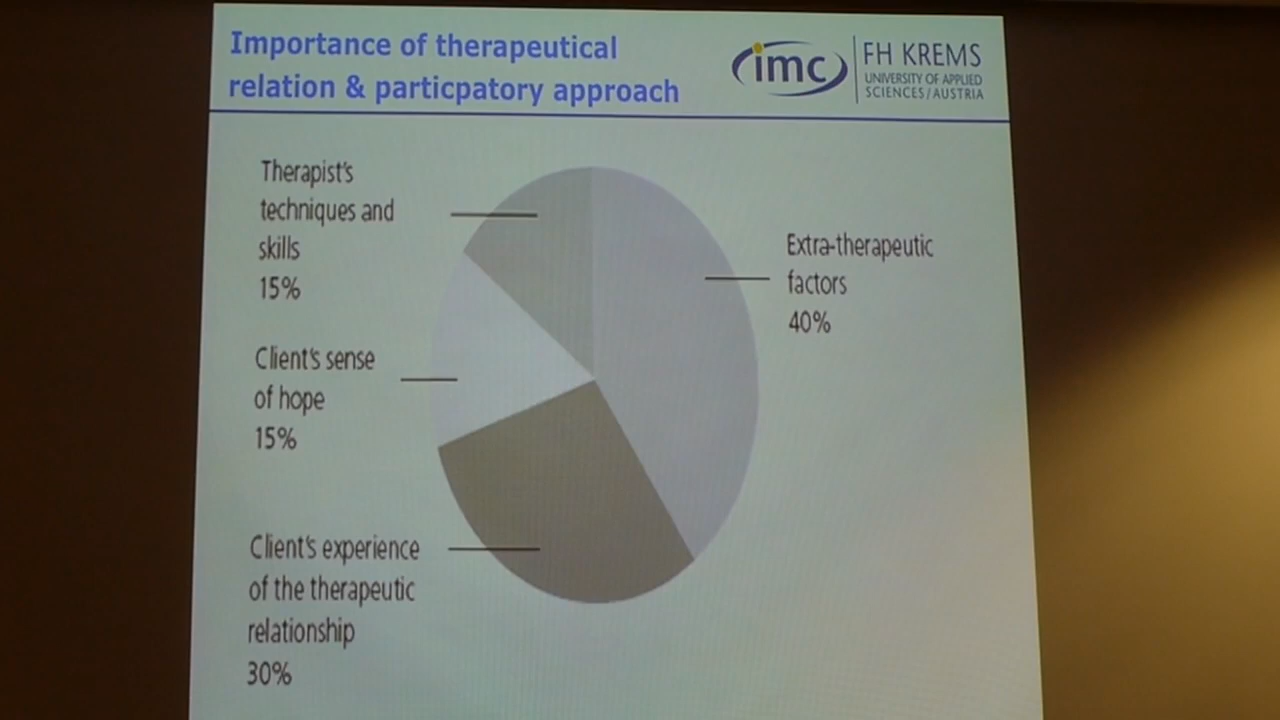 Importance of therapeutical
relation & particpatory approach
imc
FH KREMS
UNIVERSITY OF APPLIED
SCIENCES/AUSTRIA
Therapist's
techniques and
skills
15%
Extra-therapeutic
factors
40%
Client's sense
of hope
15%
Client's experience
of the therapeutic
relationship
30%